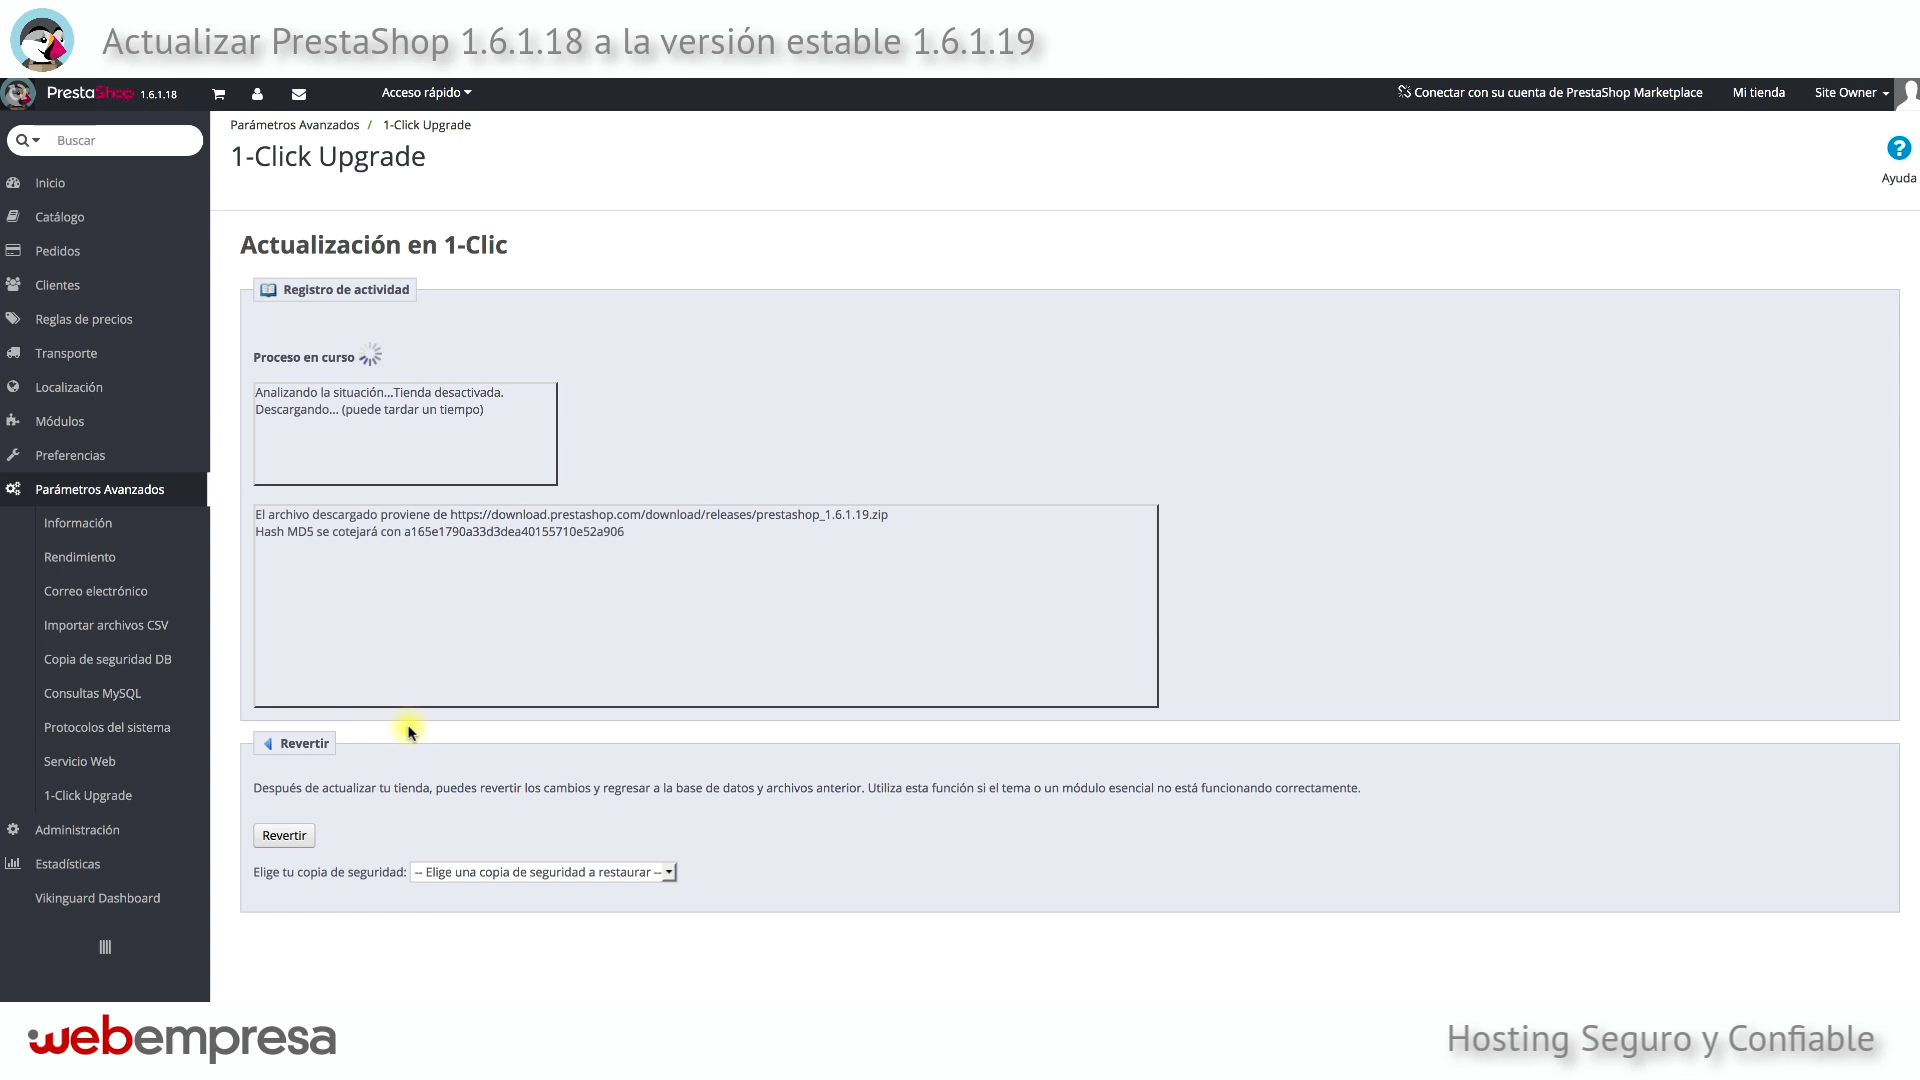 Actualizar PrestaShop 1.6.1.18 a la versión estable 1.6.1.19
PrestaShop 1.6.1.18
Acceso rápido
Conectar con su cuenta de PrestaShop Marketplace
Mi tienda
Site Owner
Buscar
Inicio
Catálogo
Pedidos
Clientes
Reglas de precios
Transporte
Localización
Módulos
Preferencias
Parámetros Avanzados
Información
Rendimiento
Correo electrónico
Importar archivos CSV
Copia de seguridad DB
Consultas MySQL
Protocolos del sistema
Servicio Web
1-Click Upgrade
Administración
Estadísticas
Vikinguard Dashboard
Parámetros Avanzados / 1-Click Upgrade
1-Click Upgrade
Ayuda
Actualización en 1-Clic
Registro de actividad
Proceso en curso
Analizando la situación...Tienda desactivada.
Descargando... (puede tardar un tiempo)
El archivo descargado proviene de https://download.prestashop.com/download/releases/prestashop_1.6.1.19.zip
Hash MD5 se cotejará con a165e1790a33d3dea40155710e52a906
Revertir
Después de actualizar tu tienda, puedes revertir los cambios y regresar a la base de datos y archivos anterior. Utiliza esta función si el tema o un módulo esencial no está funcionando correctamente.
Revertir
Elige tu copia de seguridad: -- Elige una copia de seguridad a restaurar --
webempresa
Hosting Seguro y Confiable